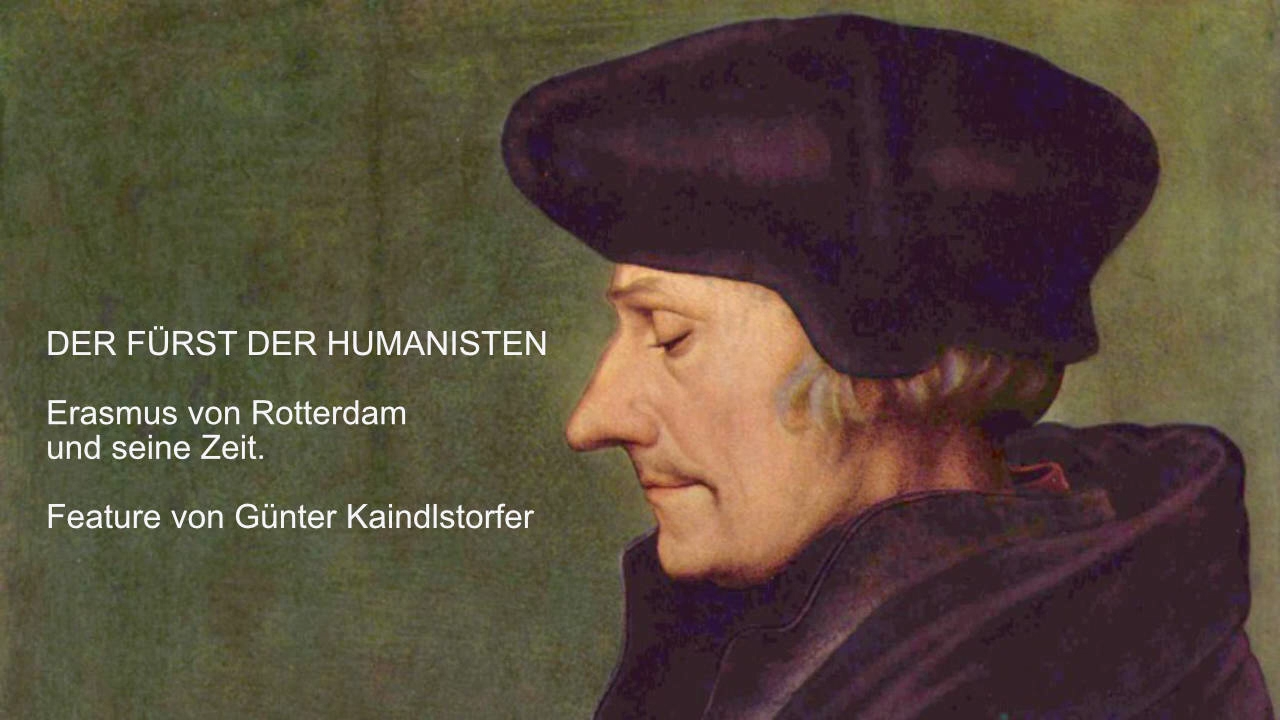 DER FÜRST DER HUMANISTEN
Erasmus von Rotterdam
und seine Zeit.
Feature von Günter Kaindlstorfer